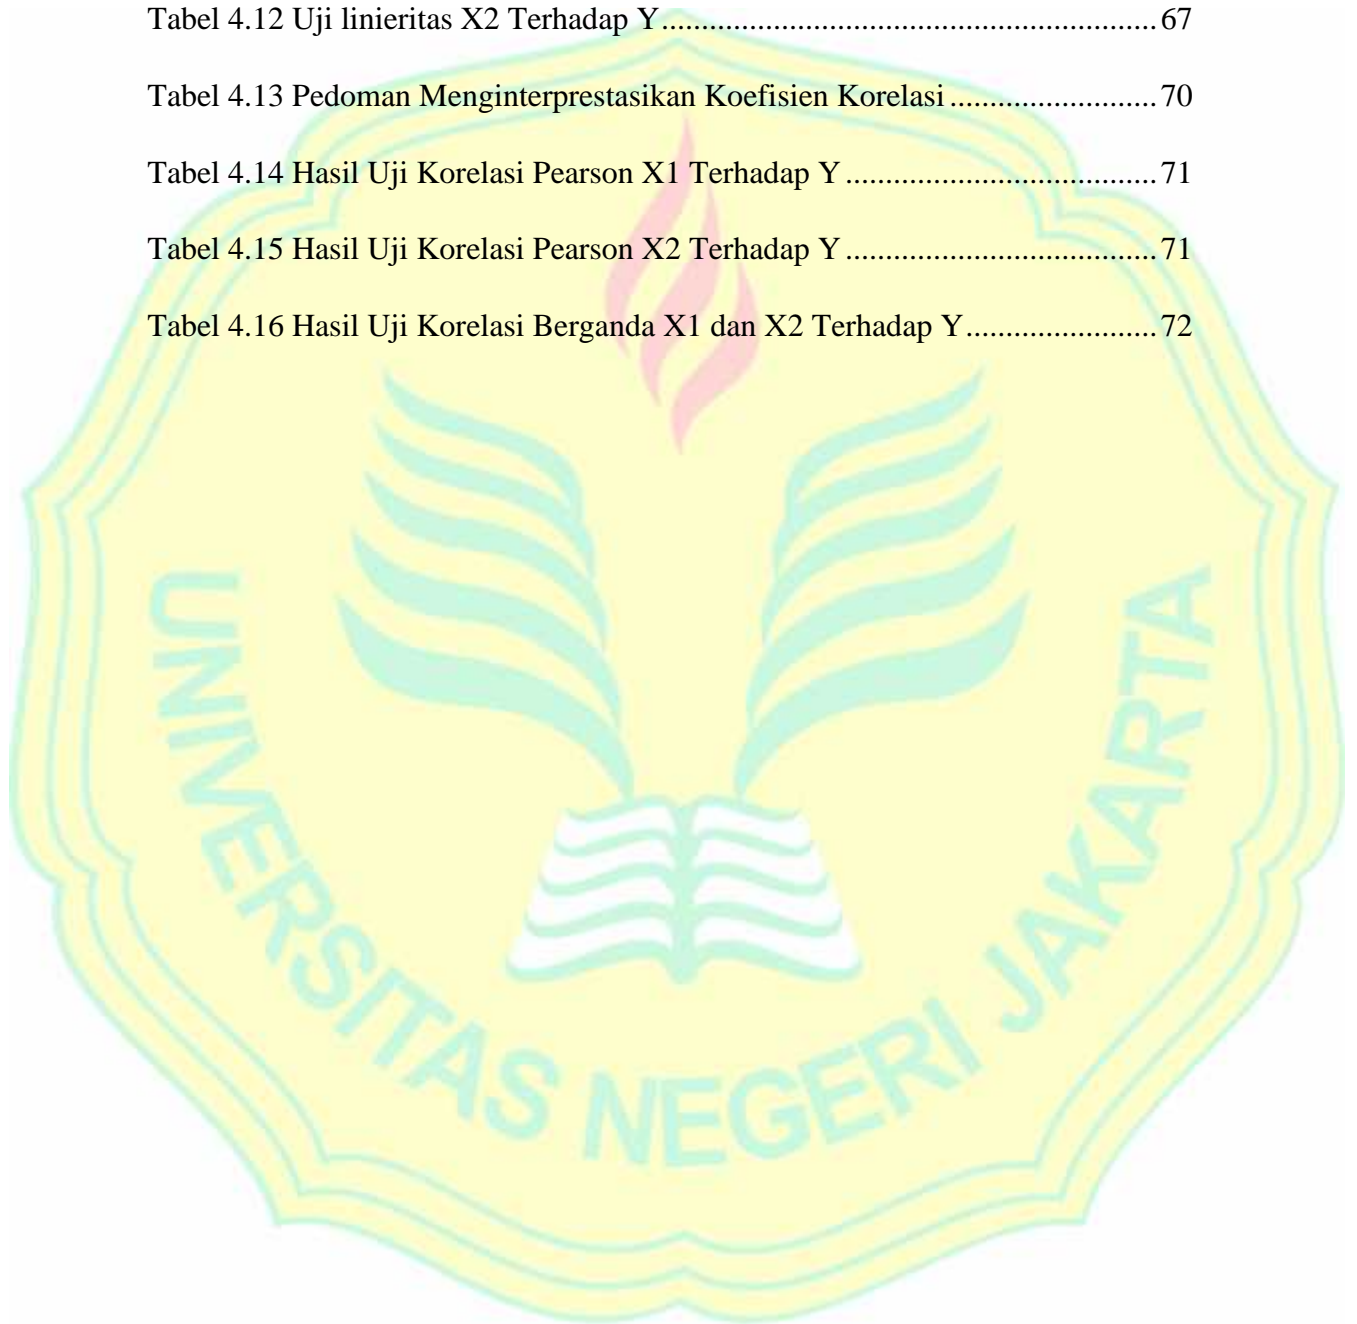 Tabel 4.12 Uji linieritas X2 Terhadap Y.............................................................. 67
Tabel 4.13 Pedoman Menginterprestasikan Koefisien Korelasi .......................... 70
Tabel 4.14 Hasil Uji Korelasi Pearson X1 Terhadap Y ....................................... 71
Tabel 4.15 Hasil Uji Korelasi Pearson X2 Terhadap Y ....................................... 71
Tabel 4.16 Hasil Uji Korelasi Berganda X1 dan X2 Terhadap Y........................ 72
UNIVERSITAS NEGERI JAKARTA